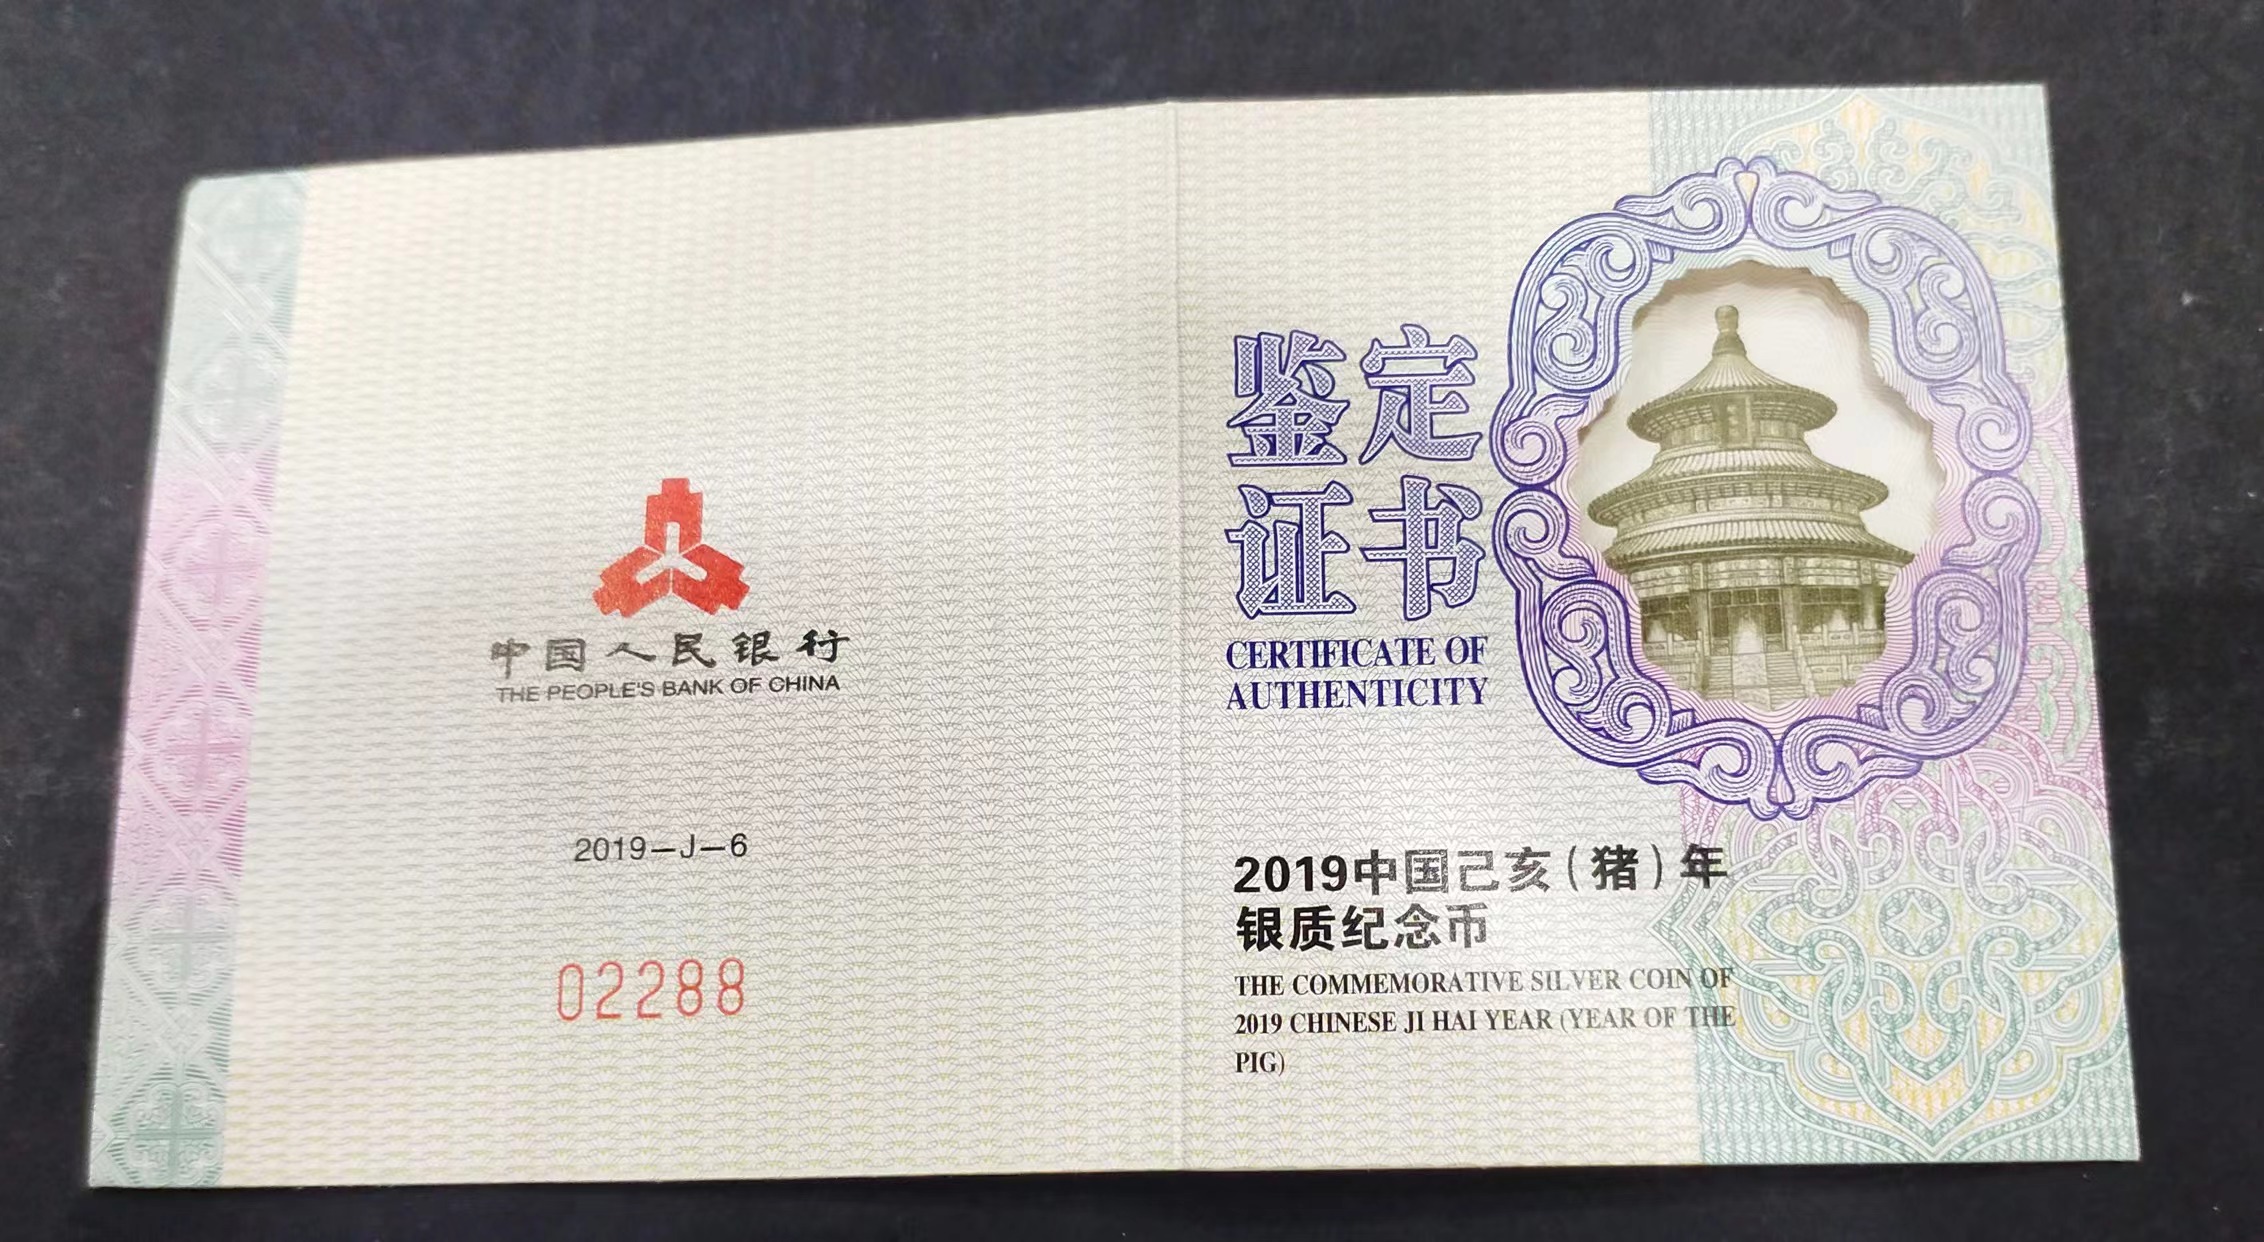 中国人民银行
THE PEOPLE'S BANK OF CHINA
2019—J—6
02288
鉴定
证书
CERTIFICATE OF
AUTHENTICITY
2019中国己亥（猪）年
银质纪念币
THE COMMEMORATIVE SILVER COIN OF
2019 CHINESE JI HAI YEAR (YEAR OF THE
PIG)